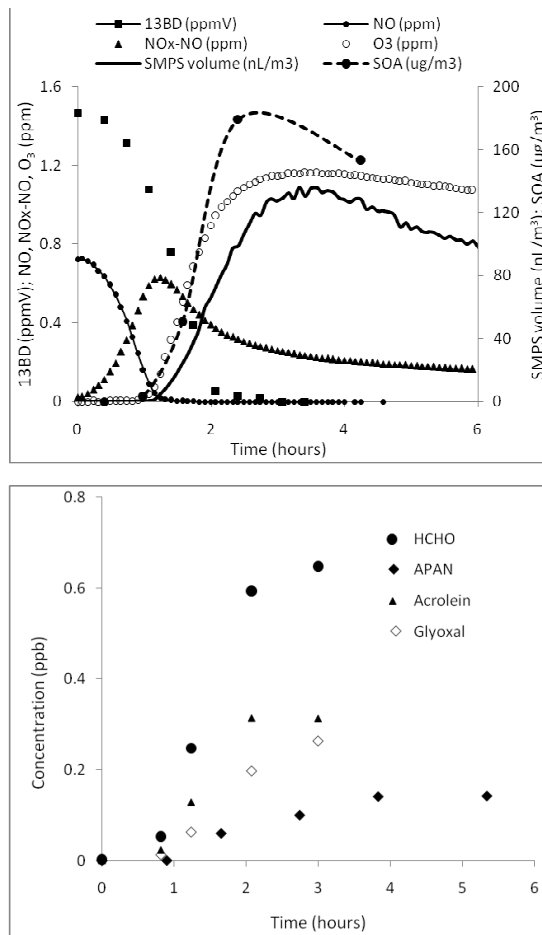 13BD (ppmV) NO (ppm)
NOx-NO (ppm) O3 (ppm)
SMPS volume (nL/m3) SOA (ug/m3)
13BD (ppmV); NO, NOx-NO, O₃ (ppm)
1.6
1.2
0.8
0.4
0
200
160
120
80
40
0
SMPS volume (nL/m³); SOA (ug/m³)
0 2 4 6
Time (hours)
Concentration (ppb)
0.8
0.6
0.4
0.2
0
HCHO
APAN
Acrolein
Glyoxal
0 1 2 3 4 5 6
Time (hours)